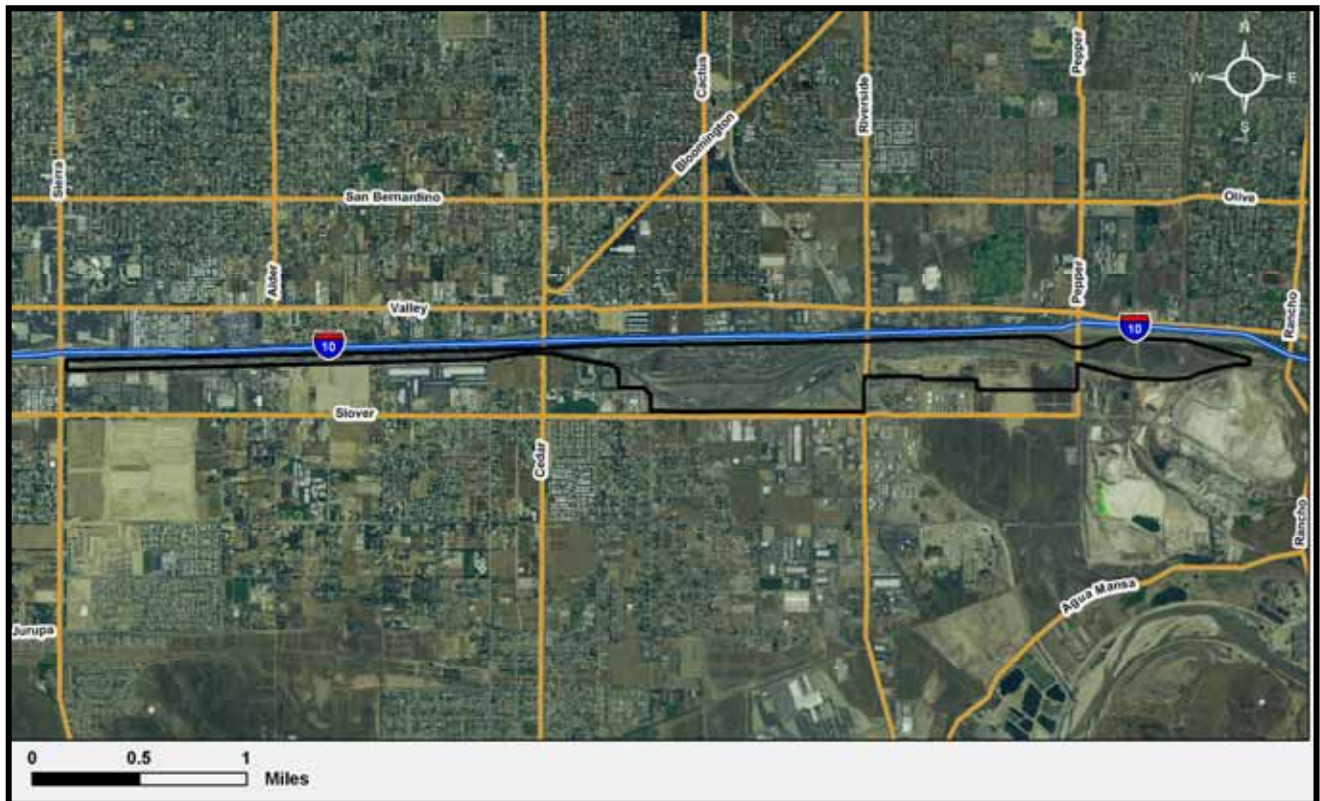 N
W
E
S
Pepper
Cactus
Riverside
Bloomington
Sierra
San Bernardino
Olive
Alder
Pepper
Valley
Rancho
10
10
Slover
Cedar
Rancho
Agua Mansa
Jurupa
0 0.5 1
Miles